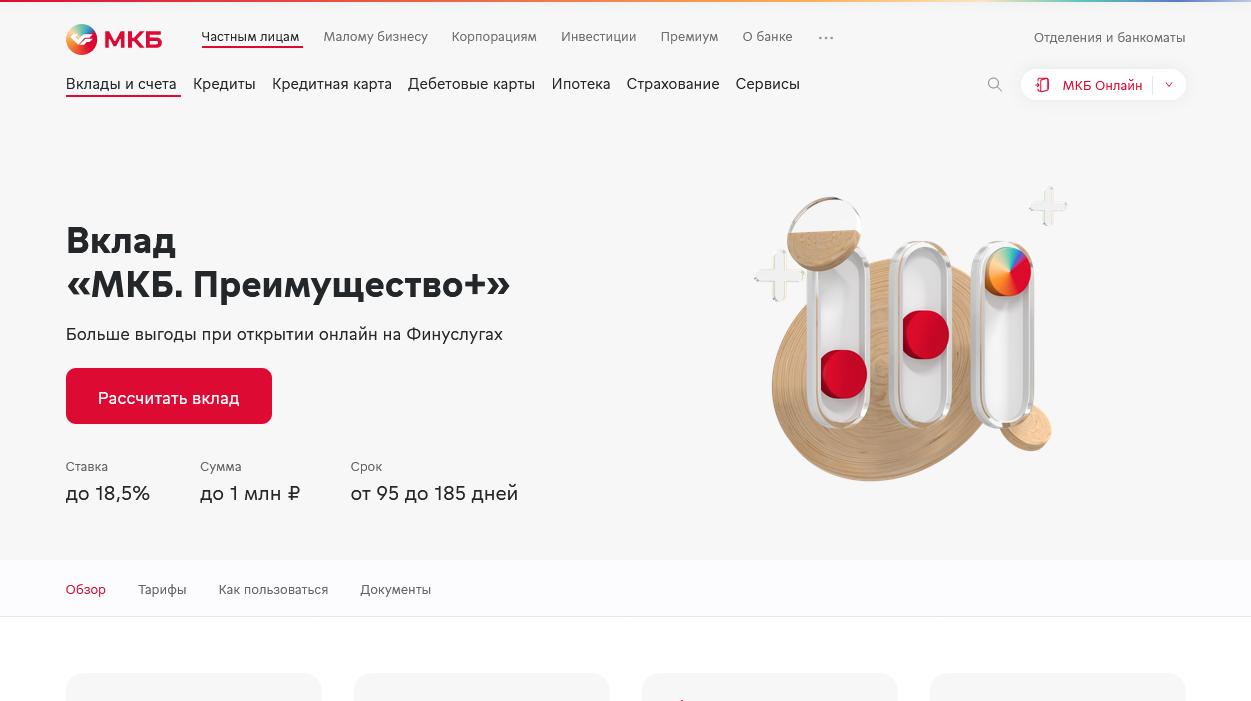 МКБ
Частным лицам
Малому бизнесу
Корпорациям
Инвестиции
Премиум
О банке
Отделения и банкоматы
Вклады и счета
Кредиты
Кредитная карта
Дебетовые карты
Ипотека
Страхование
Сервисы
МКБ Онлайн
Вклад
«МКБ. Преимущество+»
Больше выгоды при открытии онлайн на Финуслугах
Рассчитать вклад
Ставка
до 18,5%
Сумма
до 1 млн ₽
Срок
от 95 до 185 дней
Обзор
Тарифы
Как пользоваться
Документы